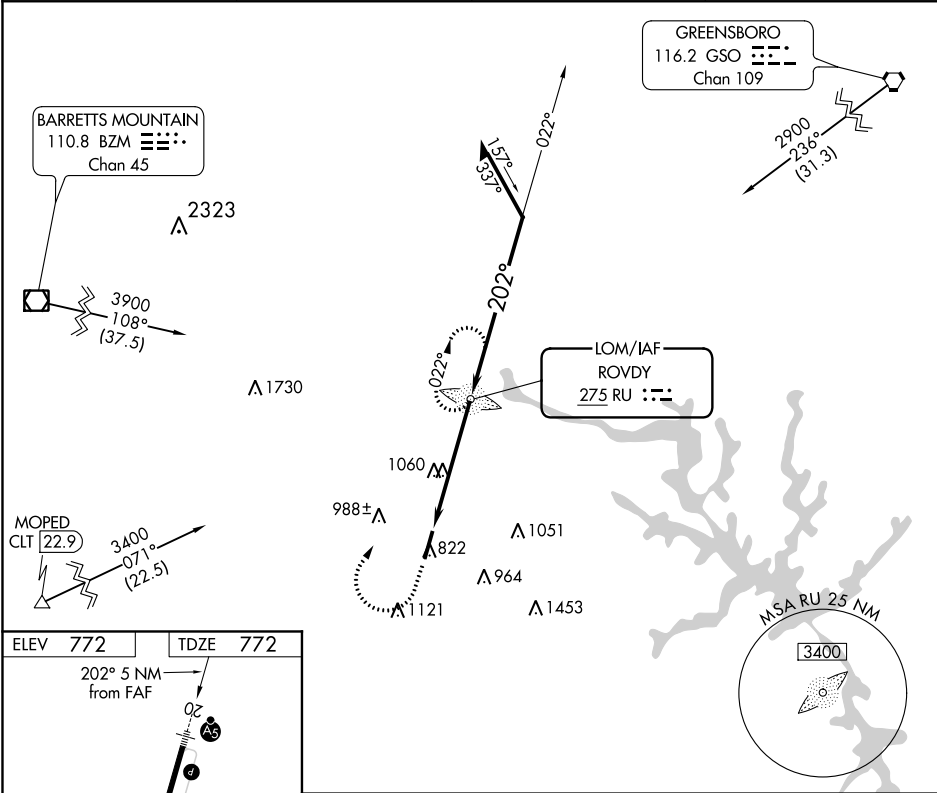 GREENSBORO
116.2 GSO
Chan 109
2900
236°
(31.3)
BARRETTS MOUNTAIN
110.8 BZM
Chan 45
022°
157°
337°
2323
202°
3900
108°
(37.5)
022°
LOM/IAF
ROVDY
275 RU
1730
1060
988±
1051
MOPED
CLT 22.9
3400
071°
(22.5)
822
964
1121
1453
MSA RU 25 NM
3400
ELEV 772
TDZE 772
202° 5 NM
from FAF
20
A5
P